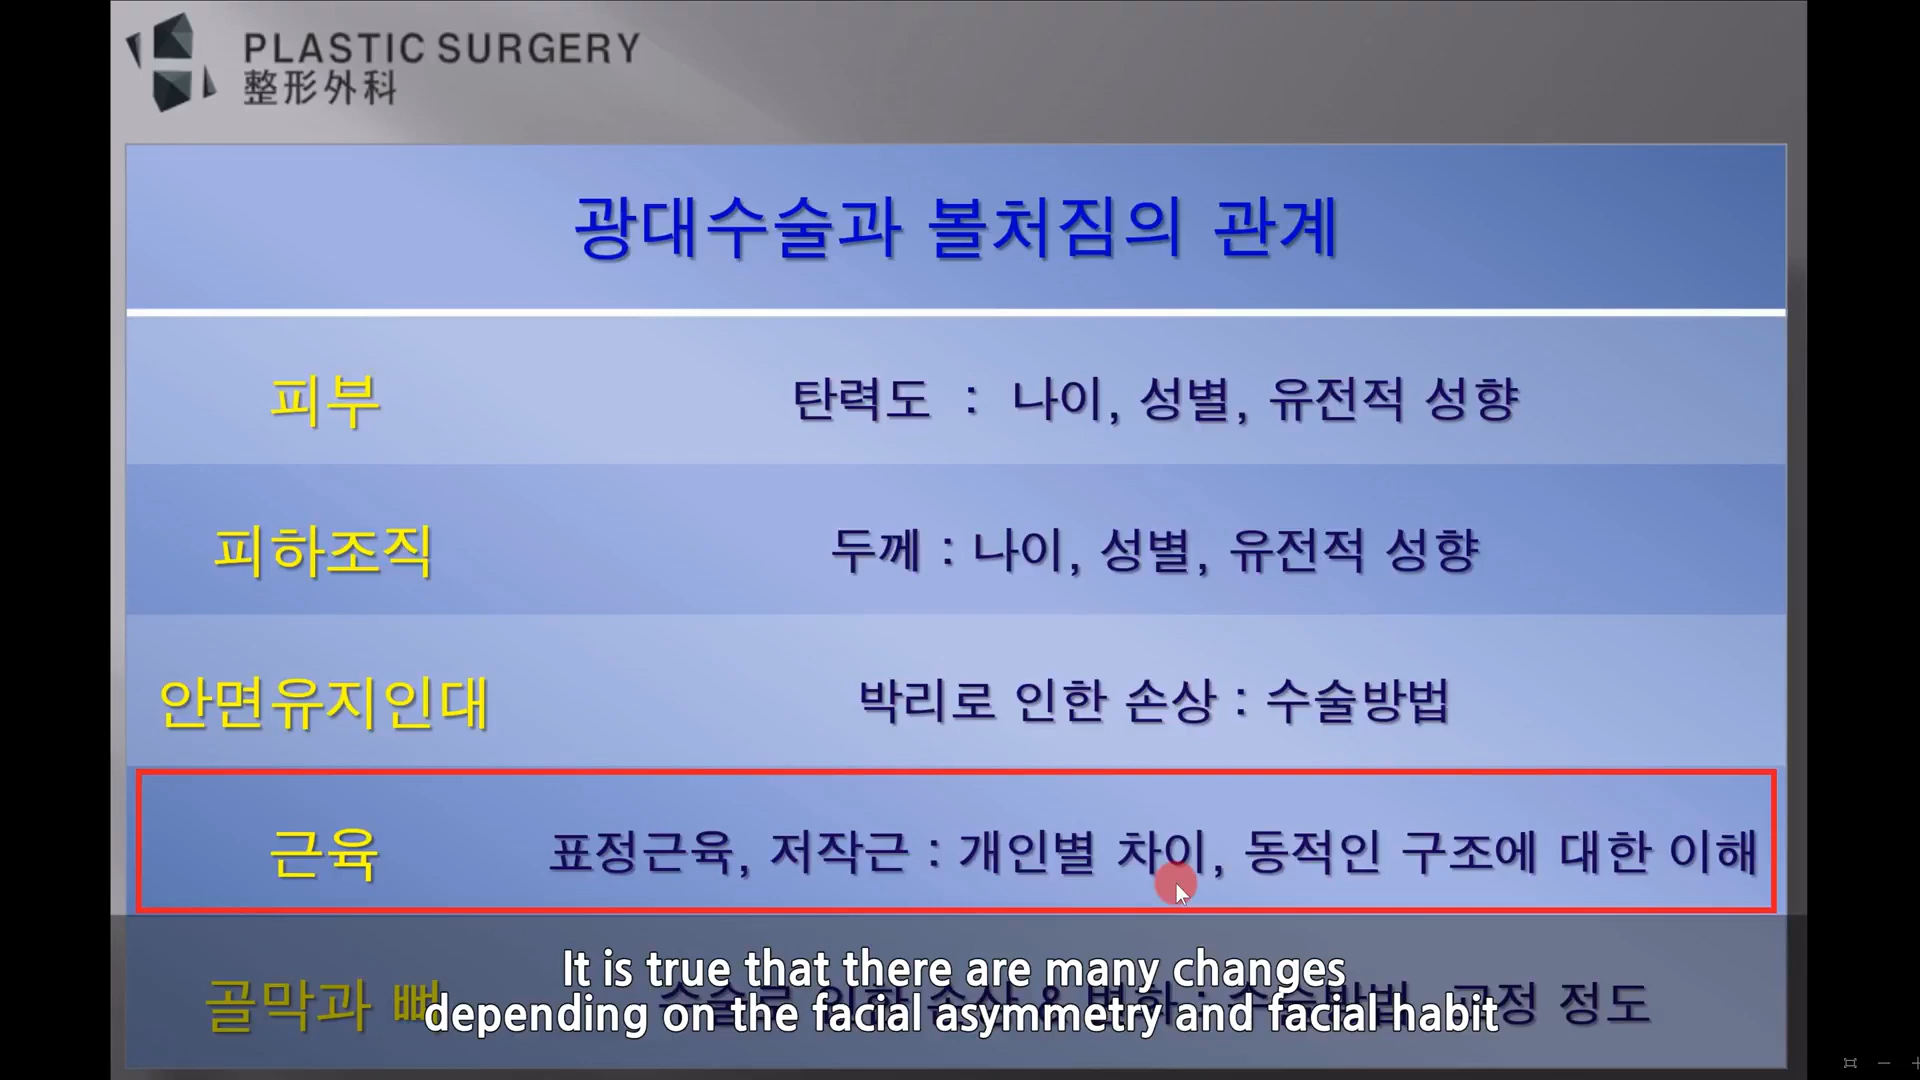 PLASTIC SURGERY
整形外科
광대수술과 볼처짐의 관계
피부 탄력도 : 나이, 성별, 유전적 성향
피하조직 두께 : 나이, 성별, 유전적 성향
안면유지인대 박리로 인한 손상 : 수술방법
근육 표정근육, 저작근 : 개인별 차이, 동적인 구조에 대한 이해
골막과 정도
It is true that there are many changes
depending on the facial asymmetry and facial habit